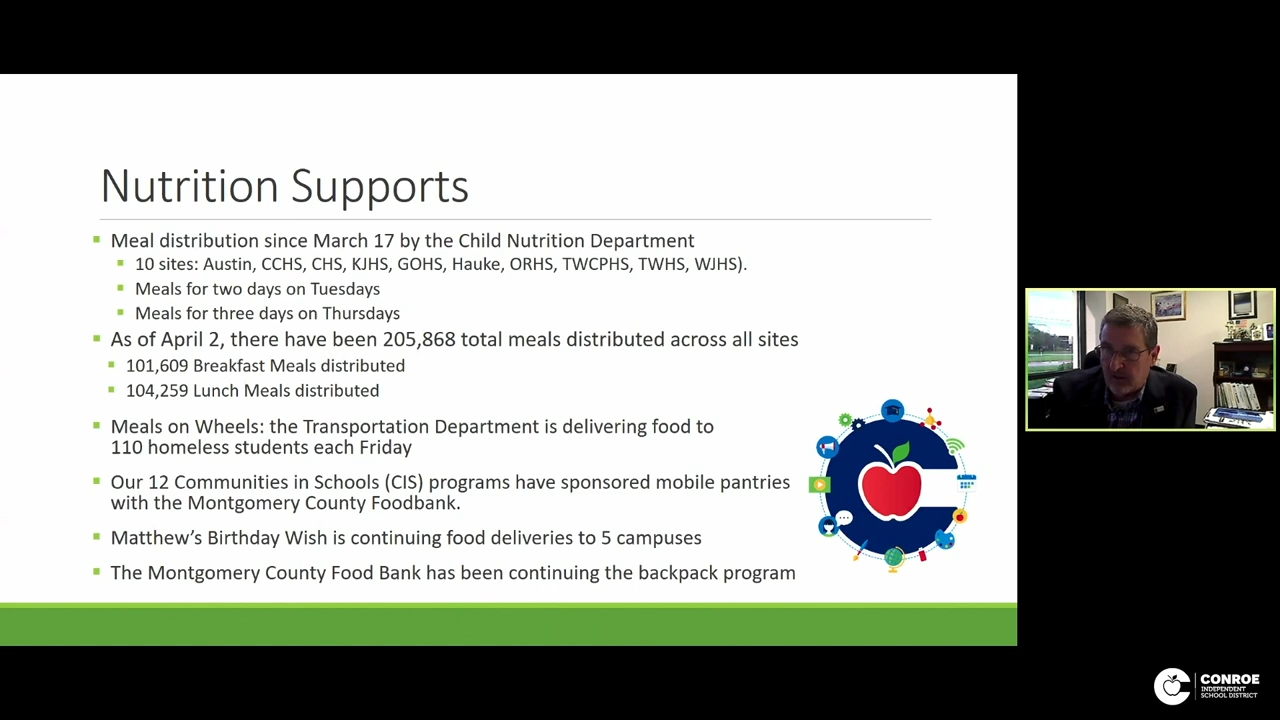 Nutrition Supports
Meal distribution since March 17 by the Child Nutrition Department
10 sites: Austin, CCHS, CHS, KJHS, GOHS, Hauke, ORHS, TWCPHS, TWHS, WJHS).
Meals for two days on Tuesdays
Meals for three days on Thursdays
As of April 2, there have been 205,868 total meals distributed across all sites
101,609 Breakfast Meals distributed
104,259 Lunch Meals distributed
Meals on Wheels: the Transportation Department is delivering food to
110 homeless students each Friday
Our 12 Communities in Schools (CIS) programs have sponsored mobile pantries
with the Montgomery County Foodbank.
Matthew's Birthday Wish is continuing food deliveries to 5 campuses
The Montgomery County Food Bank has been continuing the backpack program
CONROE
INDEPENDENT
SCHOOL DISTRICT